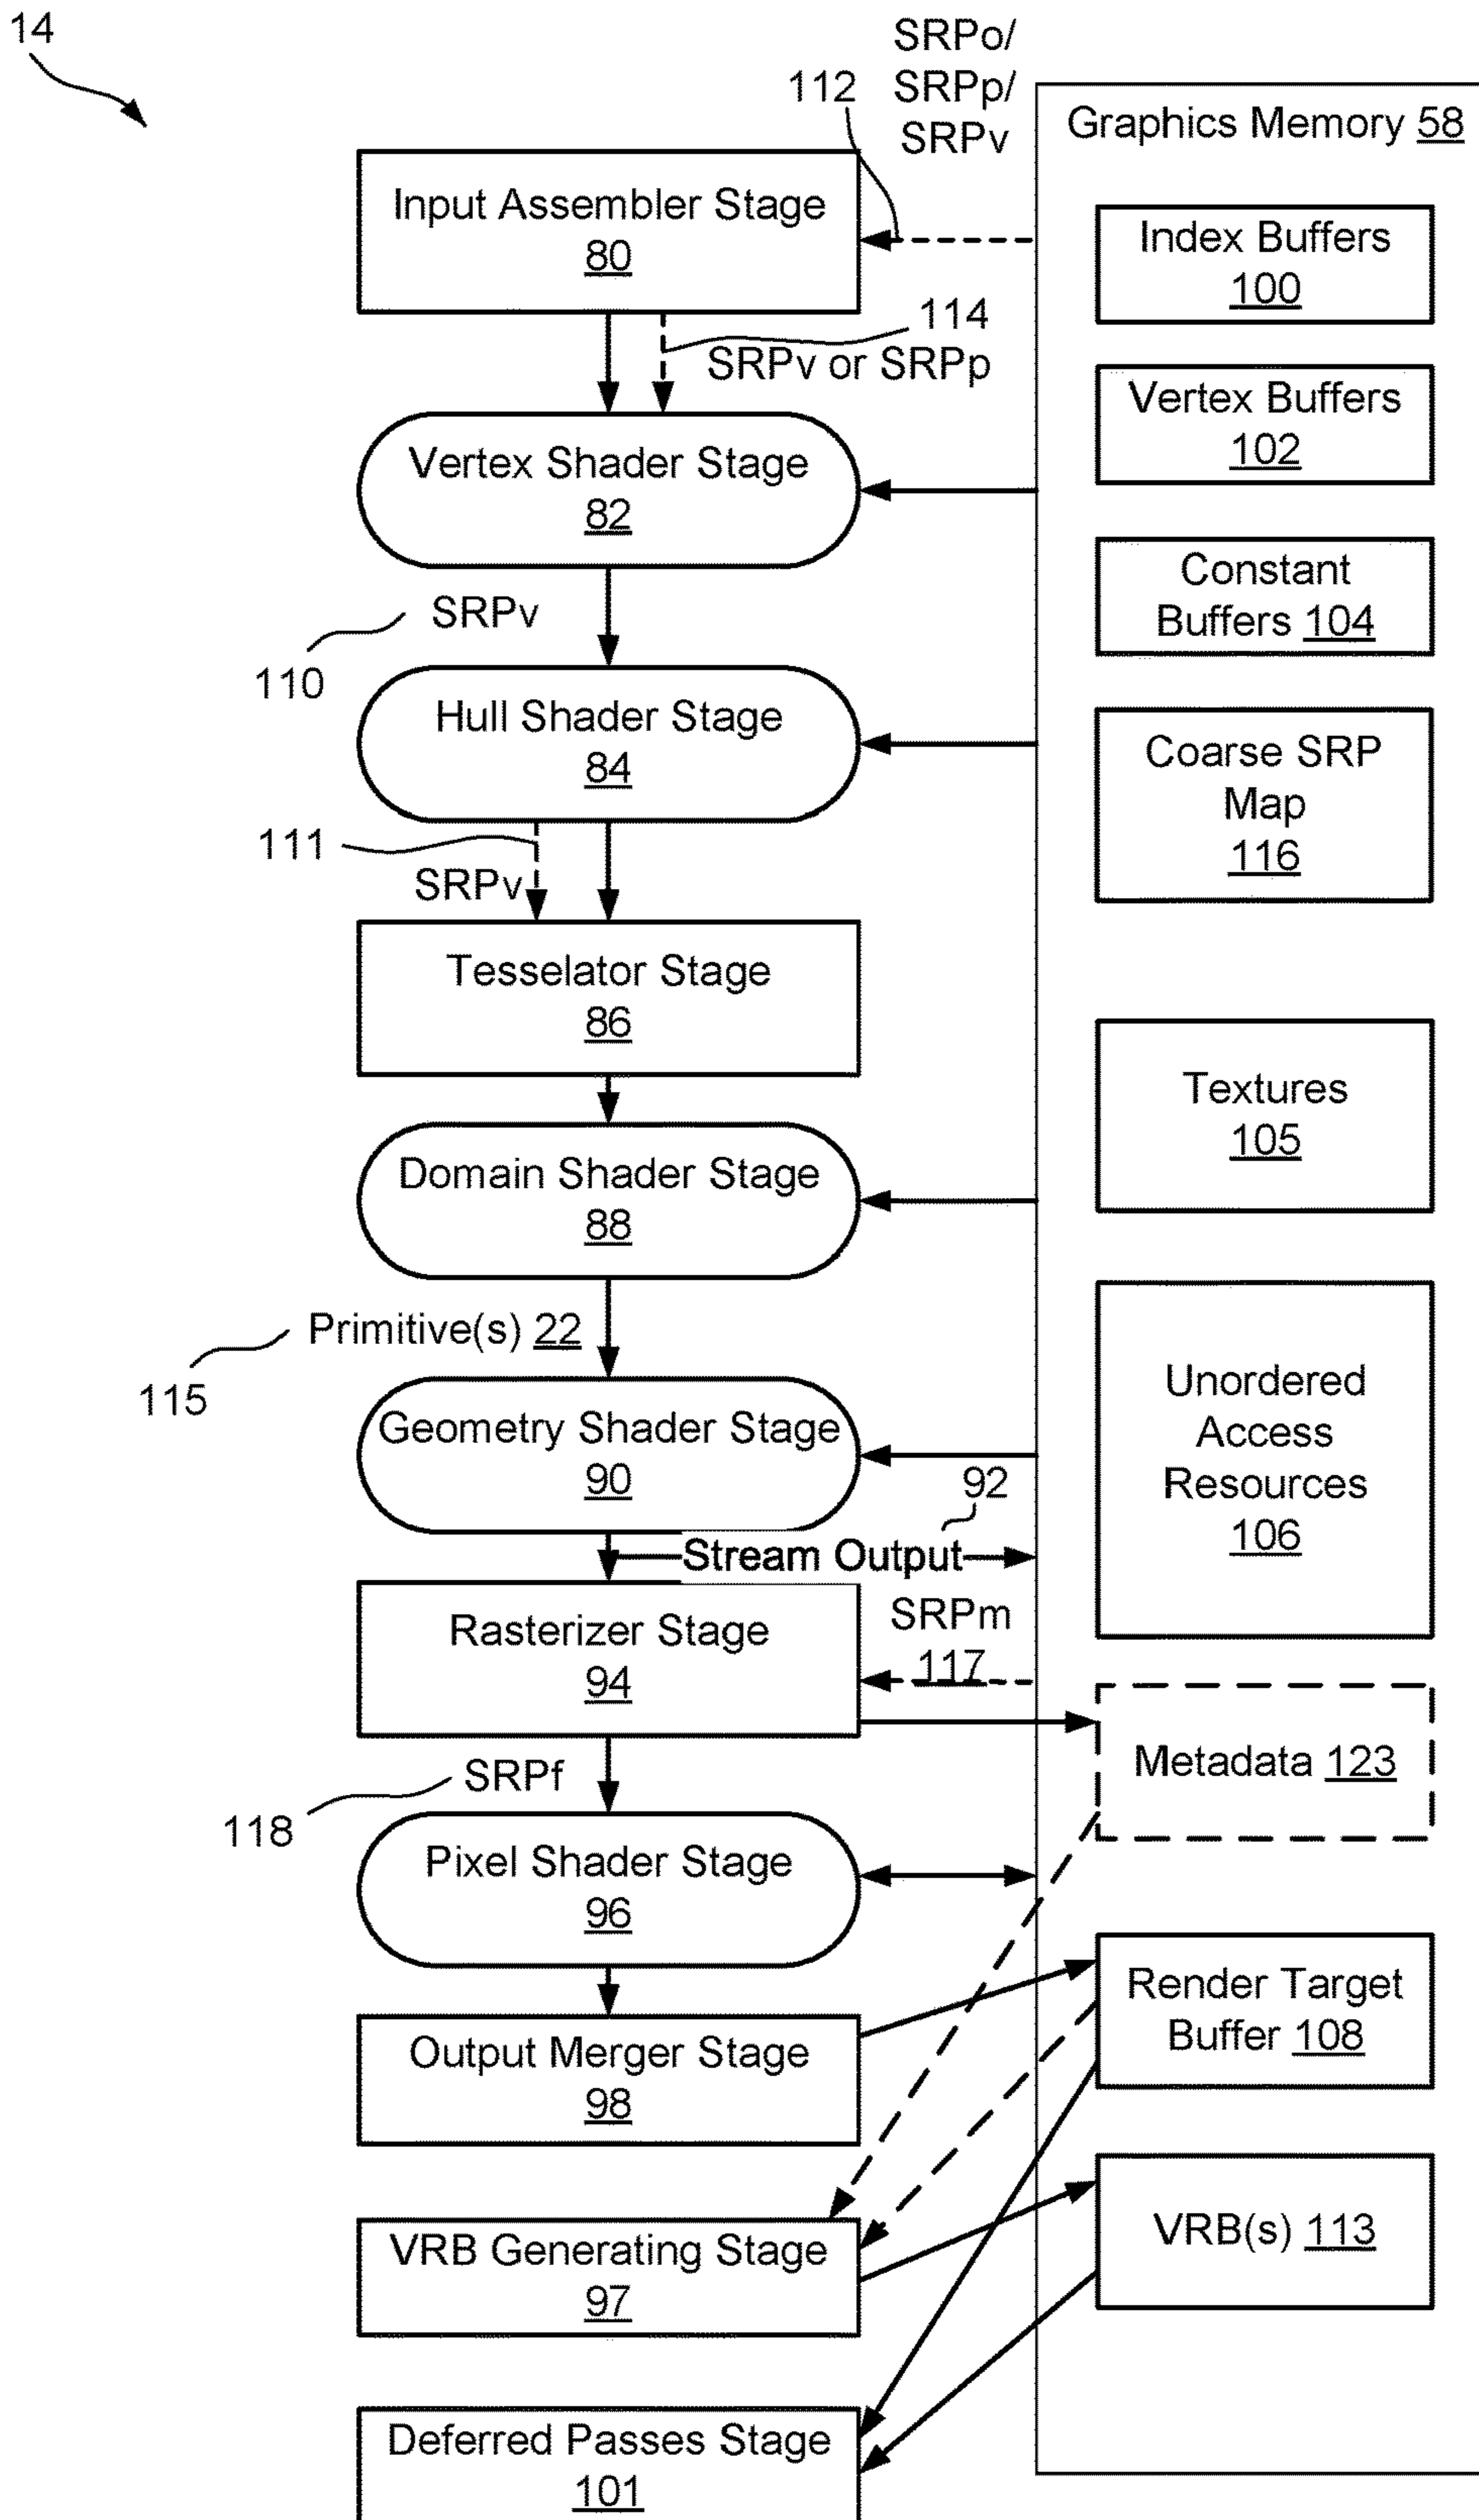 14
SRPo/
SRPp/
SRPv
112
Graphics Memory 58
Input Assembler Stage
80
Index Buffers
100
114
SRPv or SRPp
Vertex Buffers
102
Vertex Shader Stage
82
Constant
Buffers 104
SRPv
110
Hull Shader Stage
84
Coarse SRP
Map
116
111
SRPv
Tesselator Stage
86
Textures
105
Domain Shader Stage
88
Primitive(s) 22
115
Unordered
Access
Resources
106
Geometry Shader Stage
90
92
Stream Output
Rasterizer Stage
94
SRPm
117
Metadata 123
SRPf
118
Pixel Shader Stage
96
Render Target
Buffer 108
Output Merger Stage
98
VRB(s) 113
VRB Generating Stage
97
Deferred Passes Stage
101